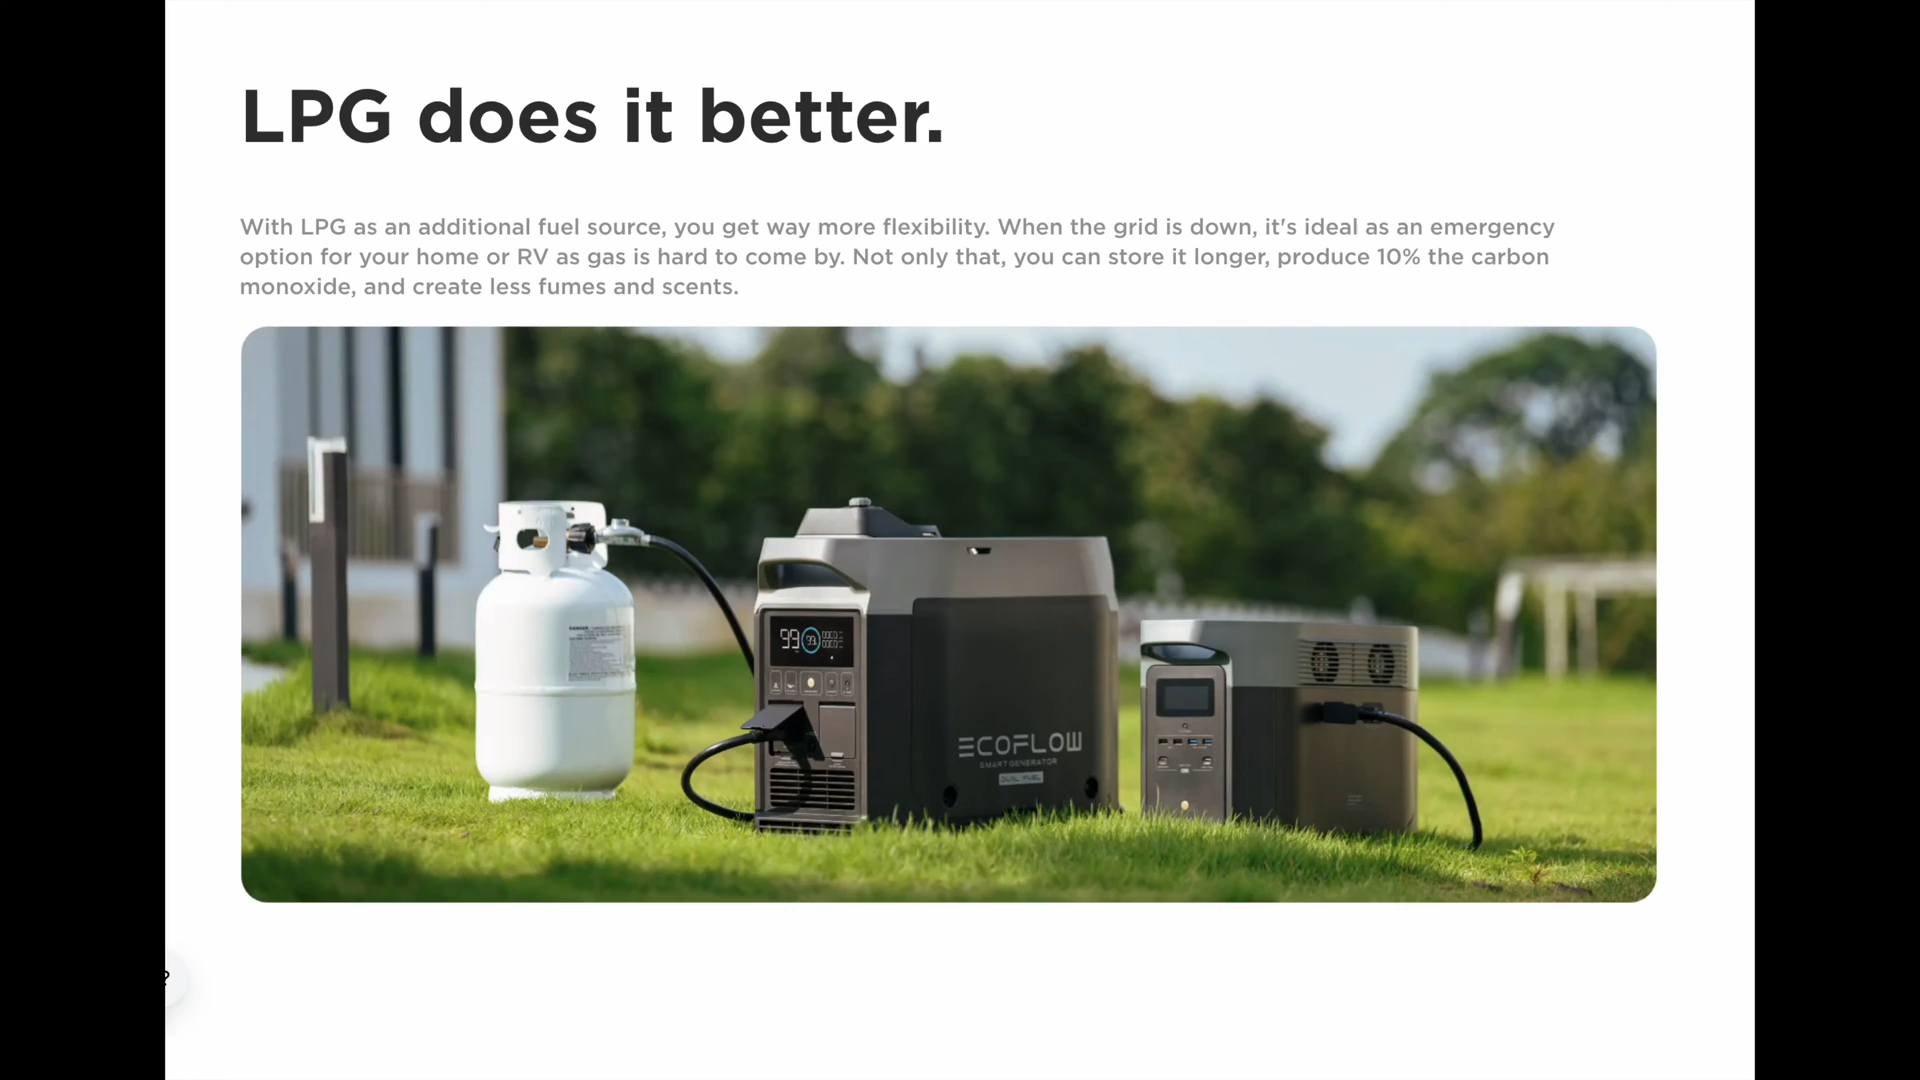 LPG does it better.
With LPG as an additional fuel source, you get way more flexibility. When the grid is down, it's ideal as an emergency
option for your home or RV as gas is hard to come by. Not only that, you can store it longer, produce 10% the carbon
monoxide, and create less fumes and scents.
99
ECOFLOW
SMART GENERATOR
DUAL FUEL
?